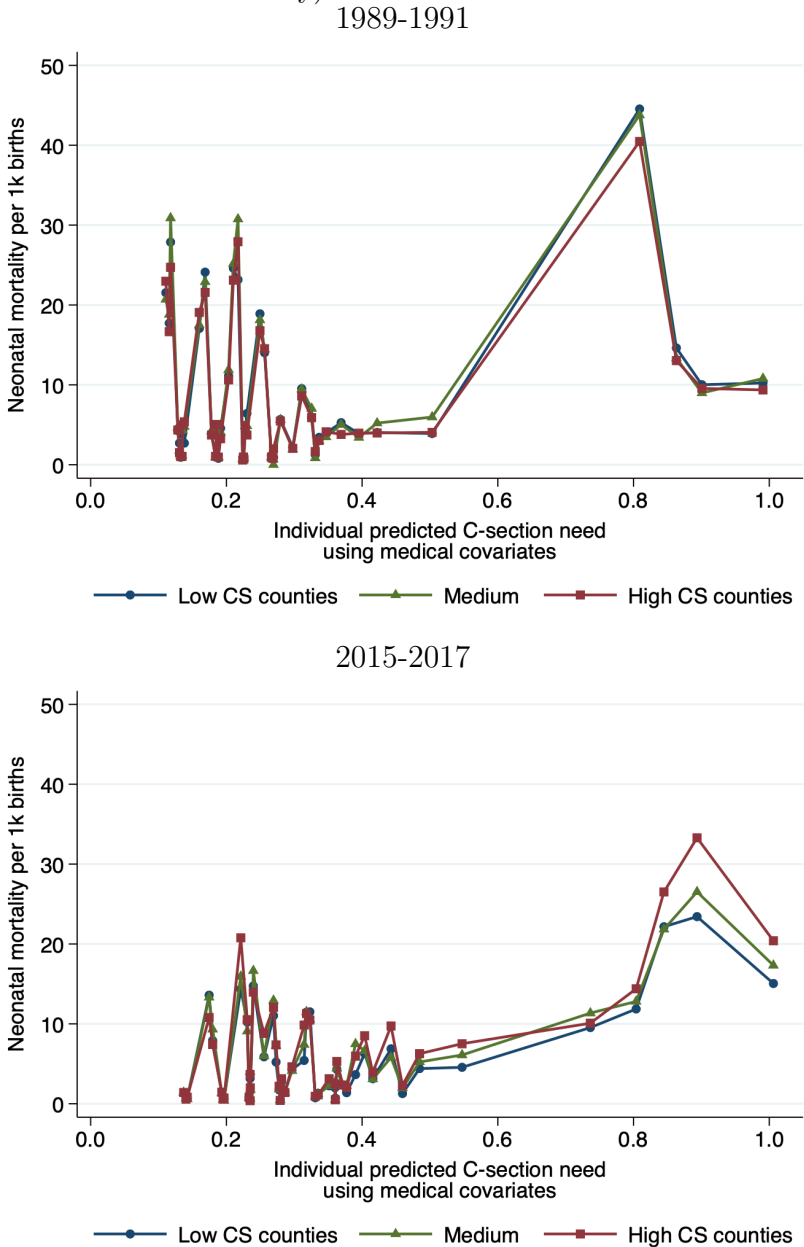 1989-1991
50
40
30
20
10
0
Neonatal mortality per 1k births
0.0 0.2 0.4 0.6 0.8 1.0
Individual predicted C-section need
using medical covariates
Low CS counties Medium High CS counties
2015-2017
50
40
30
20
10
0
Neonatal mortality per 1k births
0.0 0.2 0.4 0.6 0.8 1.0
Individual predicted C-section need
using medical covariates
Low CS counties Medium High CS counties